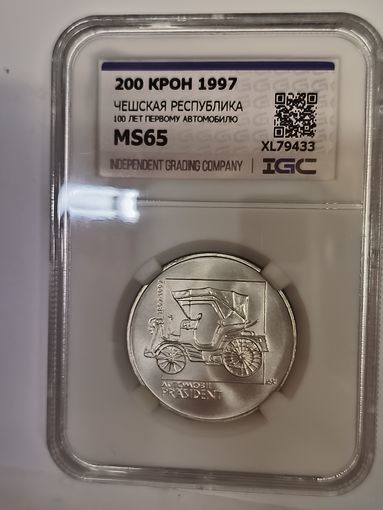 200 КРОН 1997
ЧЕШСКАЯ РЕСПУБЛИКА
100 ЛЕТ ПЕРВОМУ АВТОМОБИЛЮ
MS65
XL79433
INDEPENDENT GRADING COMPANY
IGC
AUTOMOBIL
PRÄSIDENT